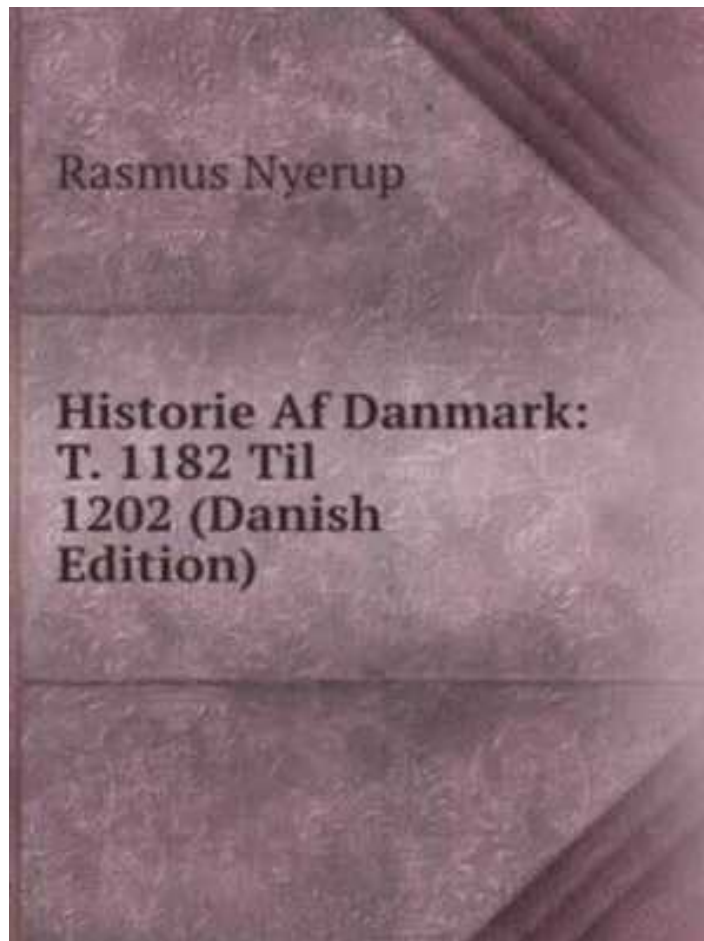 Rasmus Nyerup
Historie Af Danmark:
T. 1182 Til
1202 (Danish
Edition)